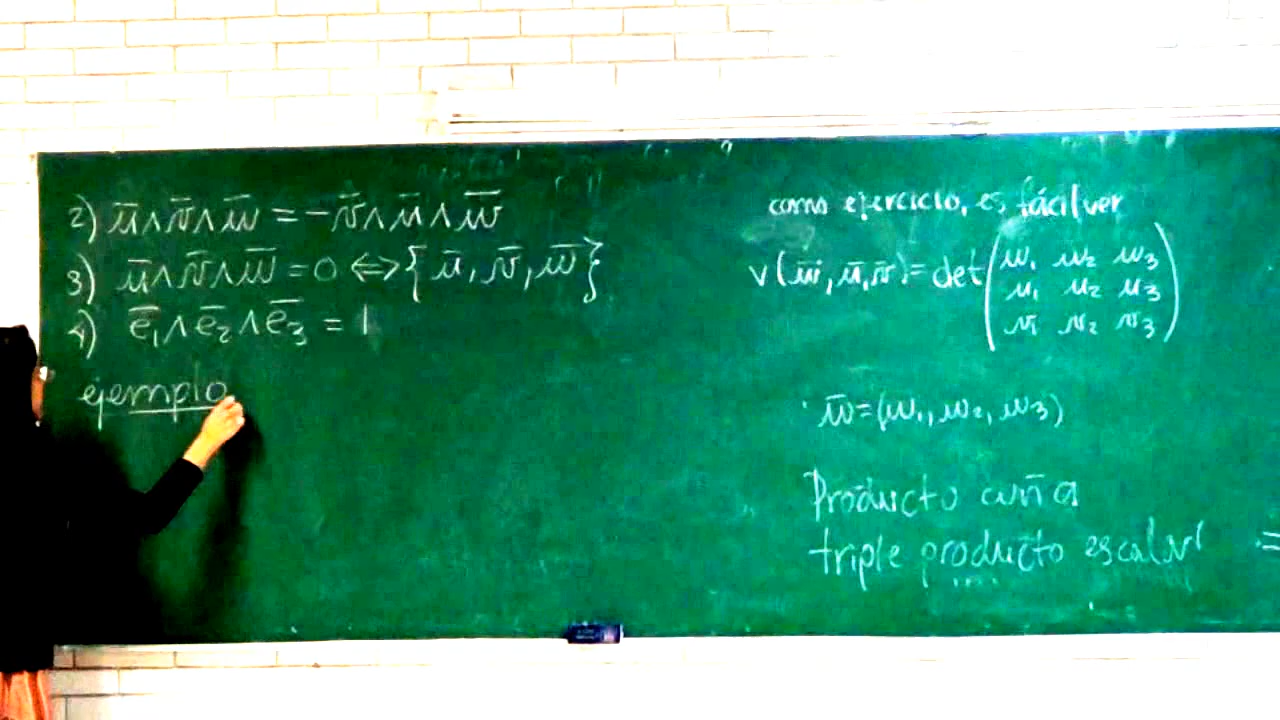 2) ū∧v̄∧w̄ = -v̄∧ū∧w̄
3) ū∧v̄∧w̄ = 0 ⇔ {ū, v̄, w̄}
4) ē₁∧ē₂∧ē₃ = 1
ejemplo
como ejercicio, es fácil ver
v(w̄, ū, v̄) = det
w₁ w₂ w₃
u₁ u₂ u₃
v₁ v₂ v₃
w̄ = (w₁, w₂, w₃)
Producto cuña
triple producto escalar =